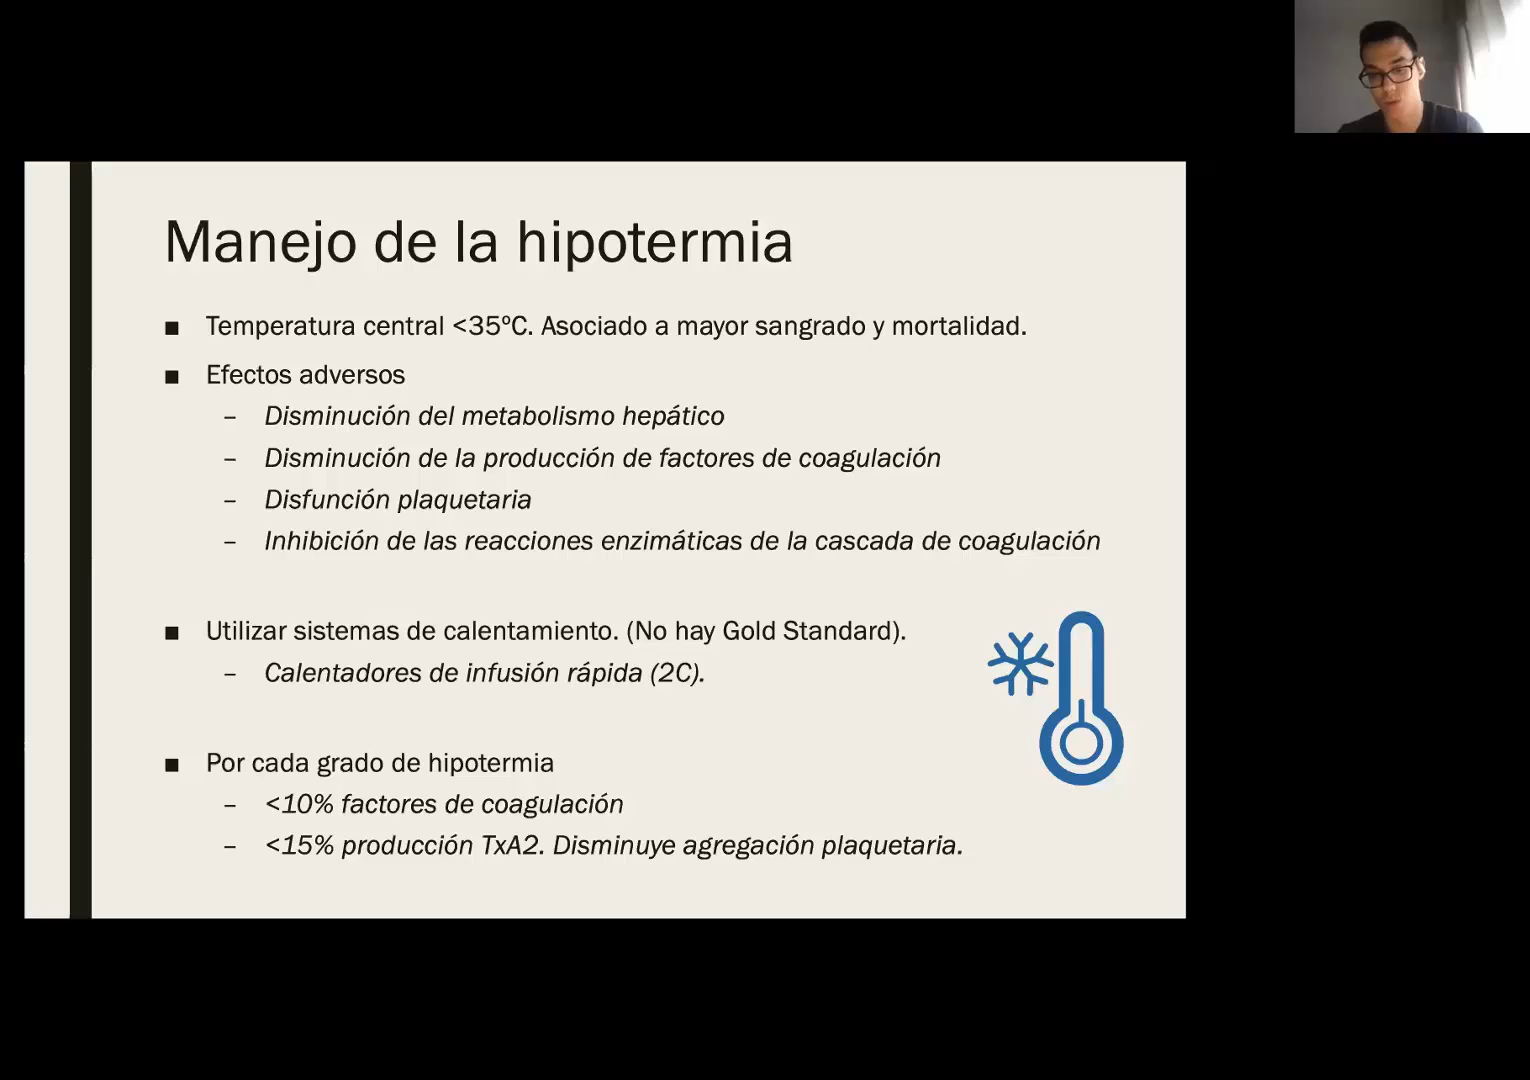 Manejo de la hipotermia
■ Temperatura central <35ºC. Asociado a mayor sangrado y mortalidad.
■ Efectos adversos
– Disminución del metabolismo hepático
– Disminución de la producción de factores de coagulación
– Disfunción plaquetaria
– Inhibición de las reacciones enzimáticas de la cascada de coagulación
■ Utilizar sistemas de calentamiento. (No hay Gold Standard).
– Calentadores de infusión rápida (2C).
■ Por cada grado de hipotermia
– <10% factores de coagulación
– <15% producción TxA2. Disminuye agregación plaquetaria.